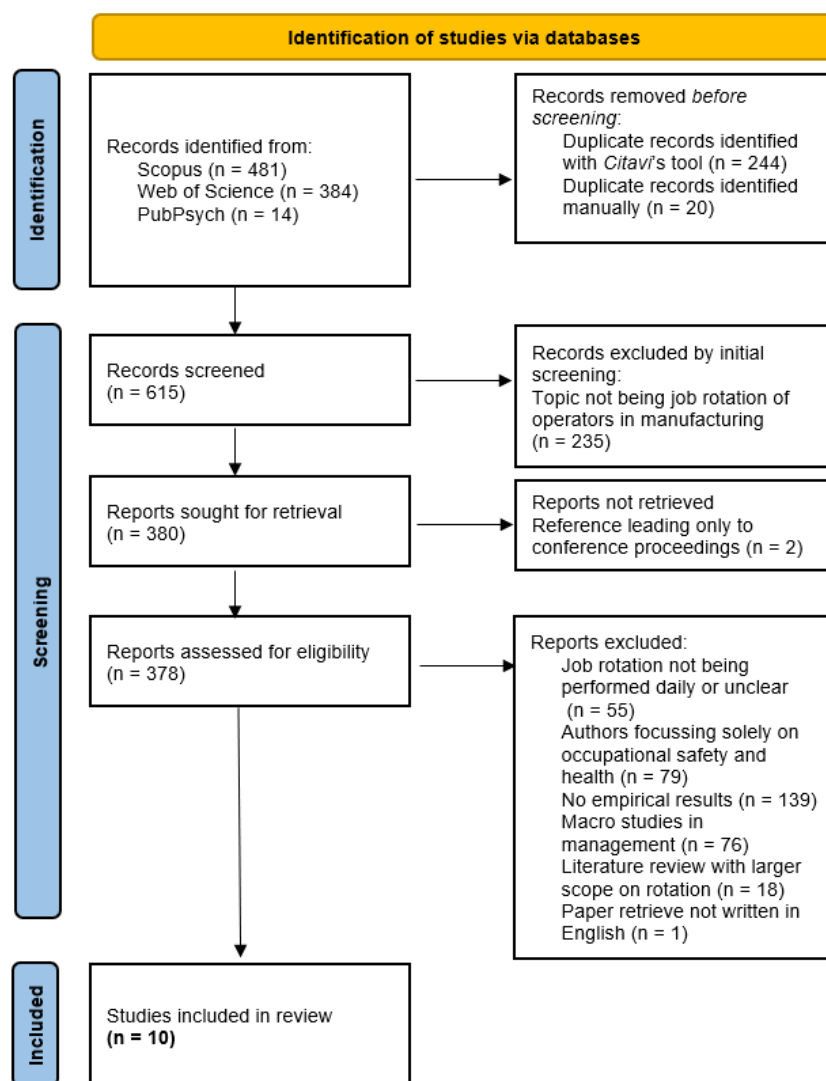 Identification of studies via databases
Identification
Records identified from:
Scopus (n = 481)
Web of Science (n = 384)
PubPsych (n = 14)
Records removed before
screening:
Duplicate records identified
with Citavi's tool (n = 244)
Duplicate records identified
manually (n = 20)
Screening
Records screened
(n = 615)
Records excluded by initial
screening:
Topic not being job rotation of
operators in manufacturing
(n = 235)
Reports sought for retrieval
(n = 380)
Reports not retrieved
Reference leading only to
conference proceedings (n = 2)
Reports assessed for eligibility
(n = 378)
Reports excluded:
Job rotation not being
performed daily or unclear
(n = 55)
Authors focussing solely on
occupational safety and
health (n = 79)
No empirical results (n = 139)
Macro studies in
management (n = 76)
Literature review with larger
scope on rotation (n = 18)
Paper retrieve not written in
English (n = 1)
Included
Studies included in review
(n = 10)